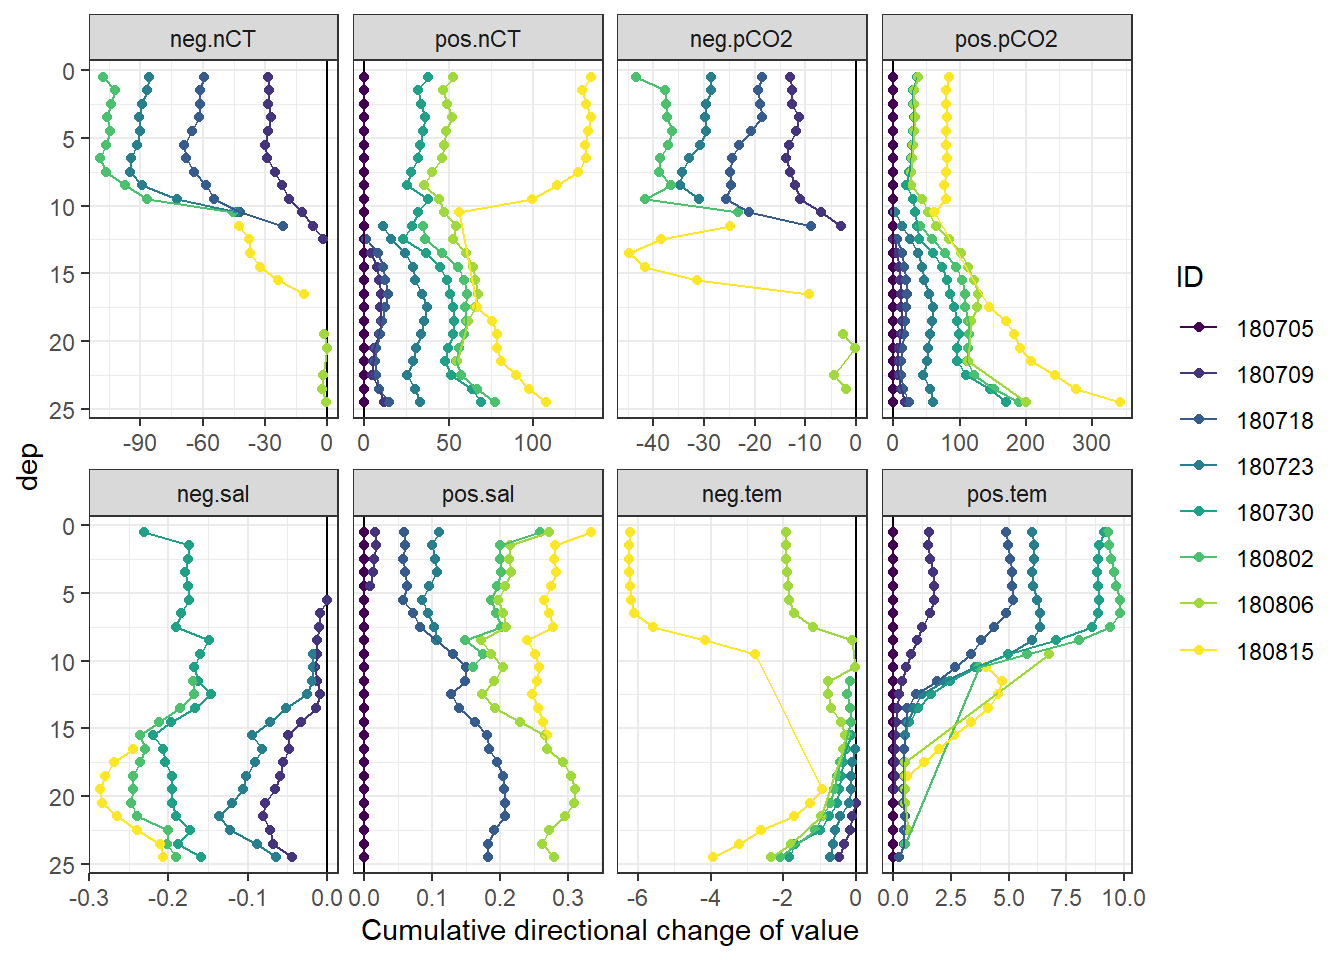 neg.nCT pos.nCT neg.pCO2 pos.pCO2
0
5
10
15
20
25
-90 -60 -30 0 0 50 100 -40 -30 -20 -10 0 0 100 200 300
neg.sal pos.sal neg.tem pos.tem
0
5
10
15
20
25
-0.3 -0.2 -0.1 0.0 0.0 0.1 0.2 0.3 -6 -4 -2 0 0.0 2.5 5.0 7.5 10.0
Cumulative directional change of value
dep
ID
180705
180709
180718
180723
180730
180802
180806
180815